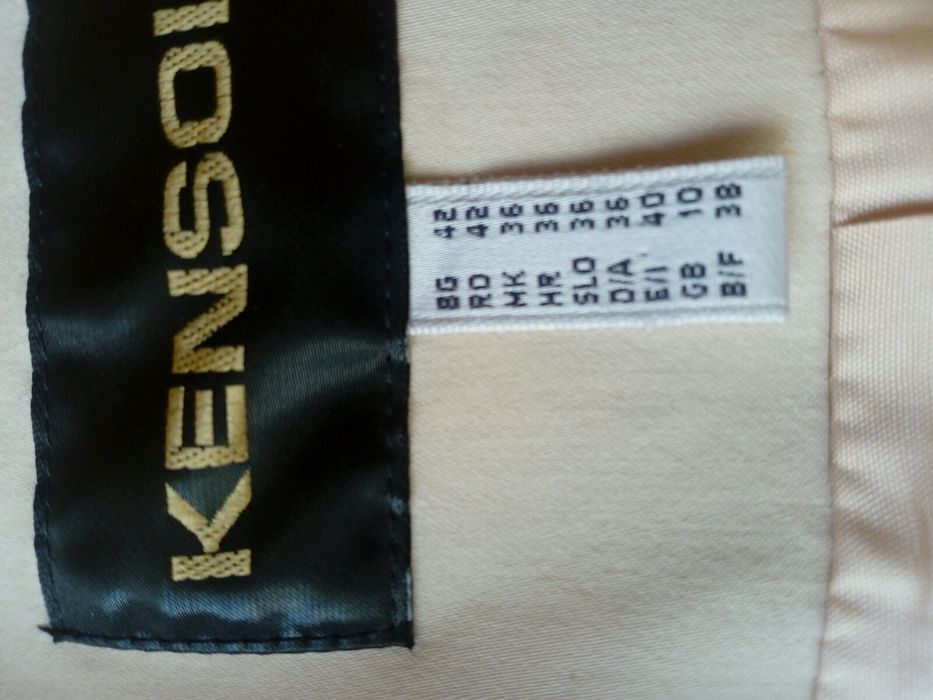 KENSOL
BG 42
RO 42
MK 36
HR 36
SLO 36
D/A 36
E/I 40
GB 10
B/F 38